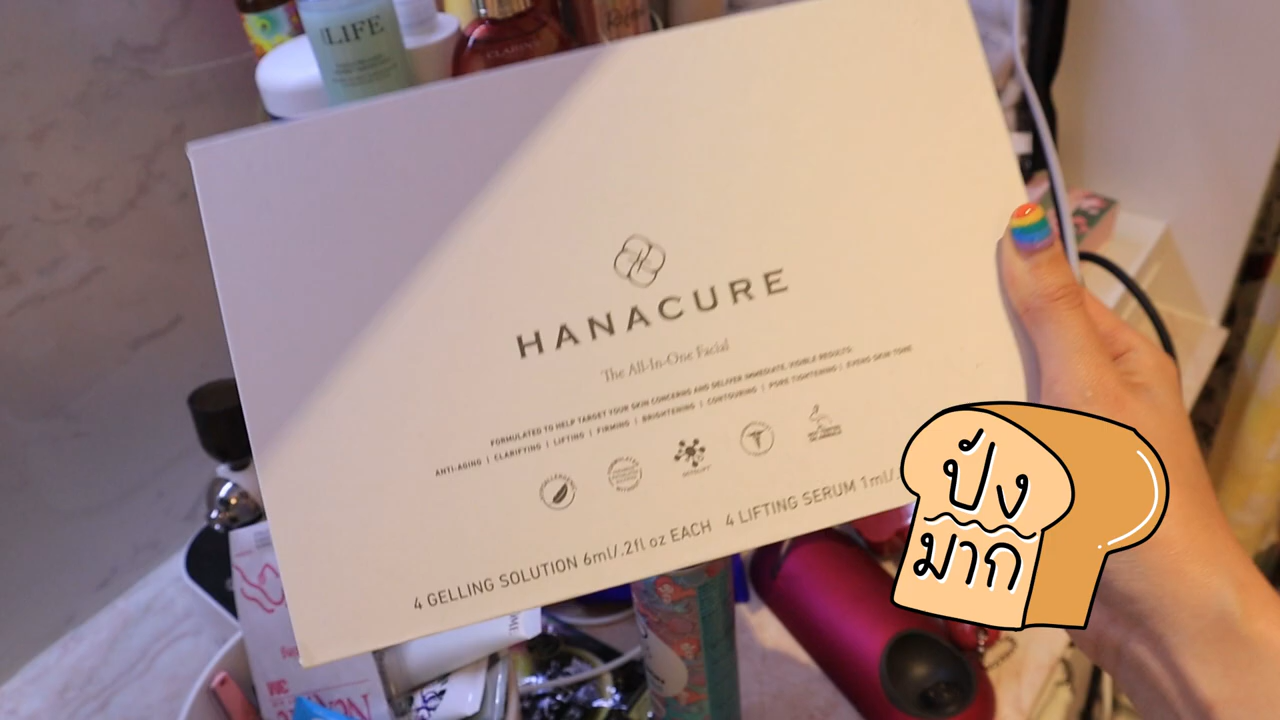 LIFE
CLARINS
HANACURE
The All-In-One Facial
FORMULATED TO HELP TARGET YOUR SKIN CONCERNS AND DELIVER IMMEDIATE, VISIBLE RESULTS:
ANTI-AGING | CLARIFYING | LIFTING | FIRMING | BRIGHTENING | CONTOURING | PORE TIGHTENING | EVENS SKIN TONE
4 GELLING SOLUTION 6ml/.2fl oz EACH 4 LIFTING SERUM 1ml/.
ปัง
มาก